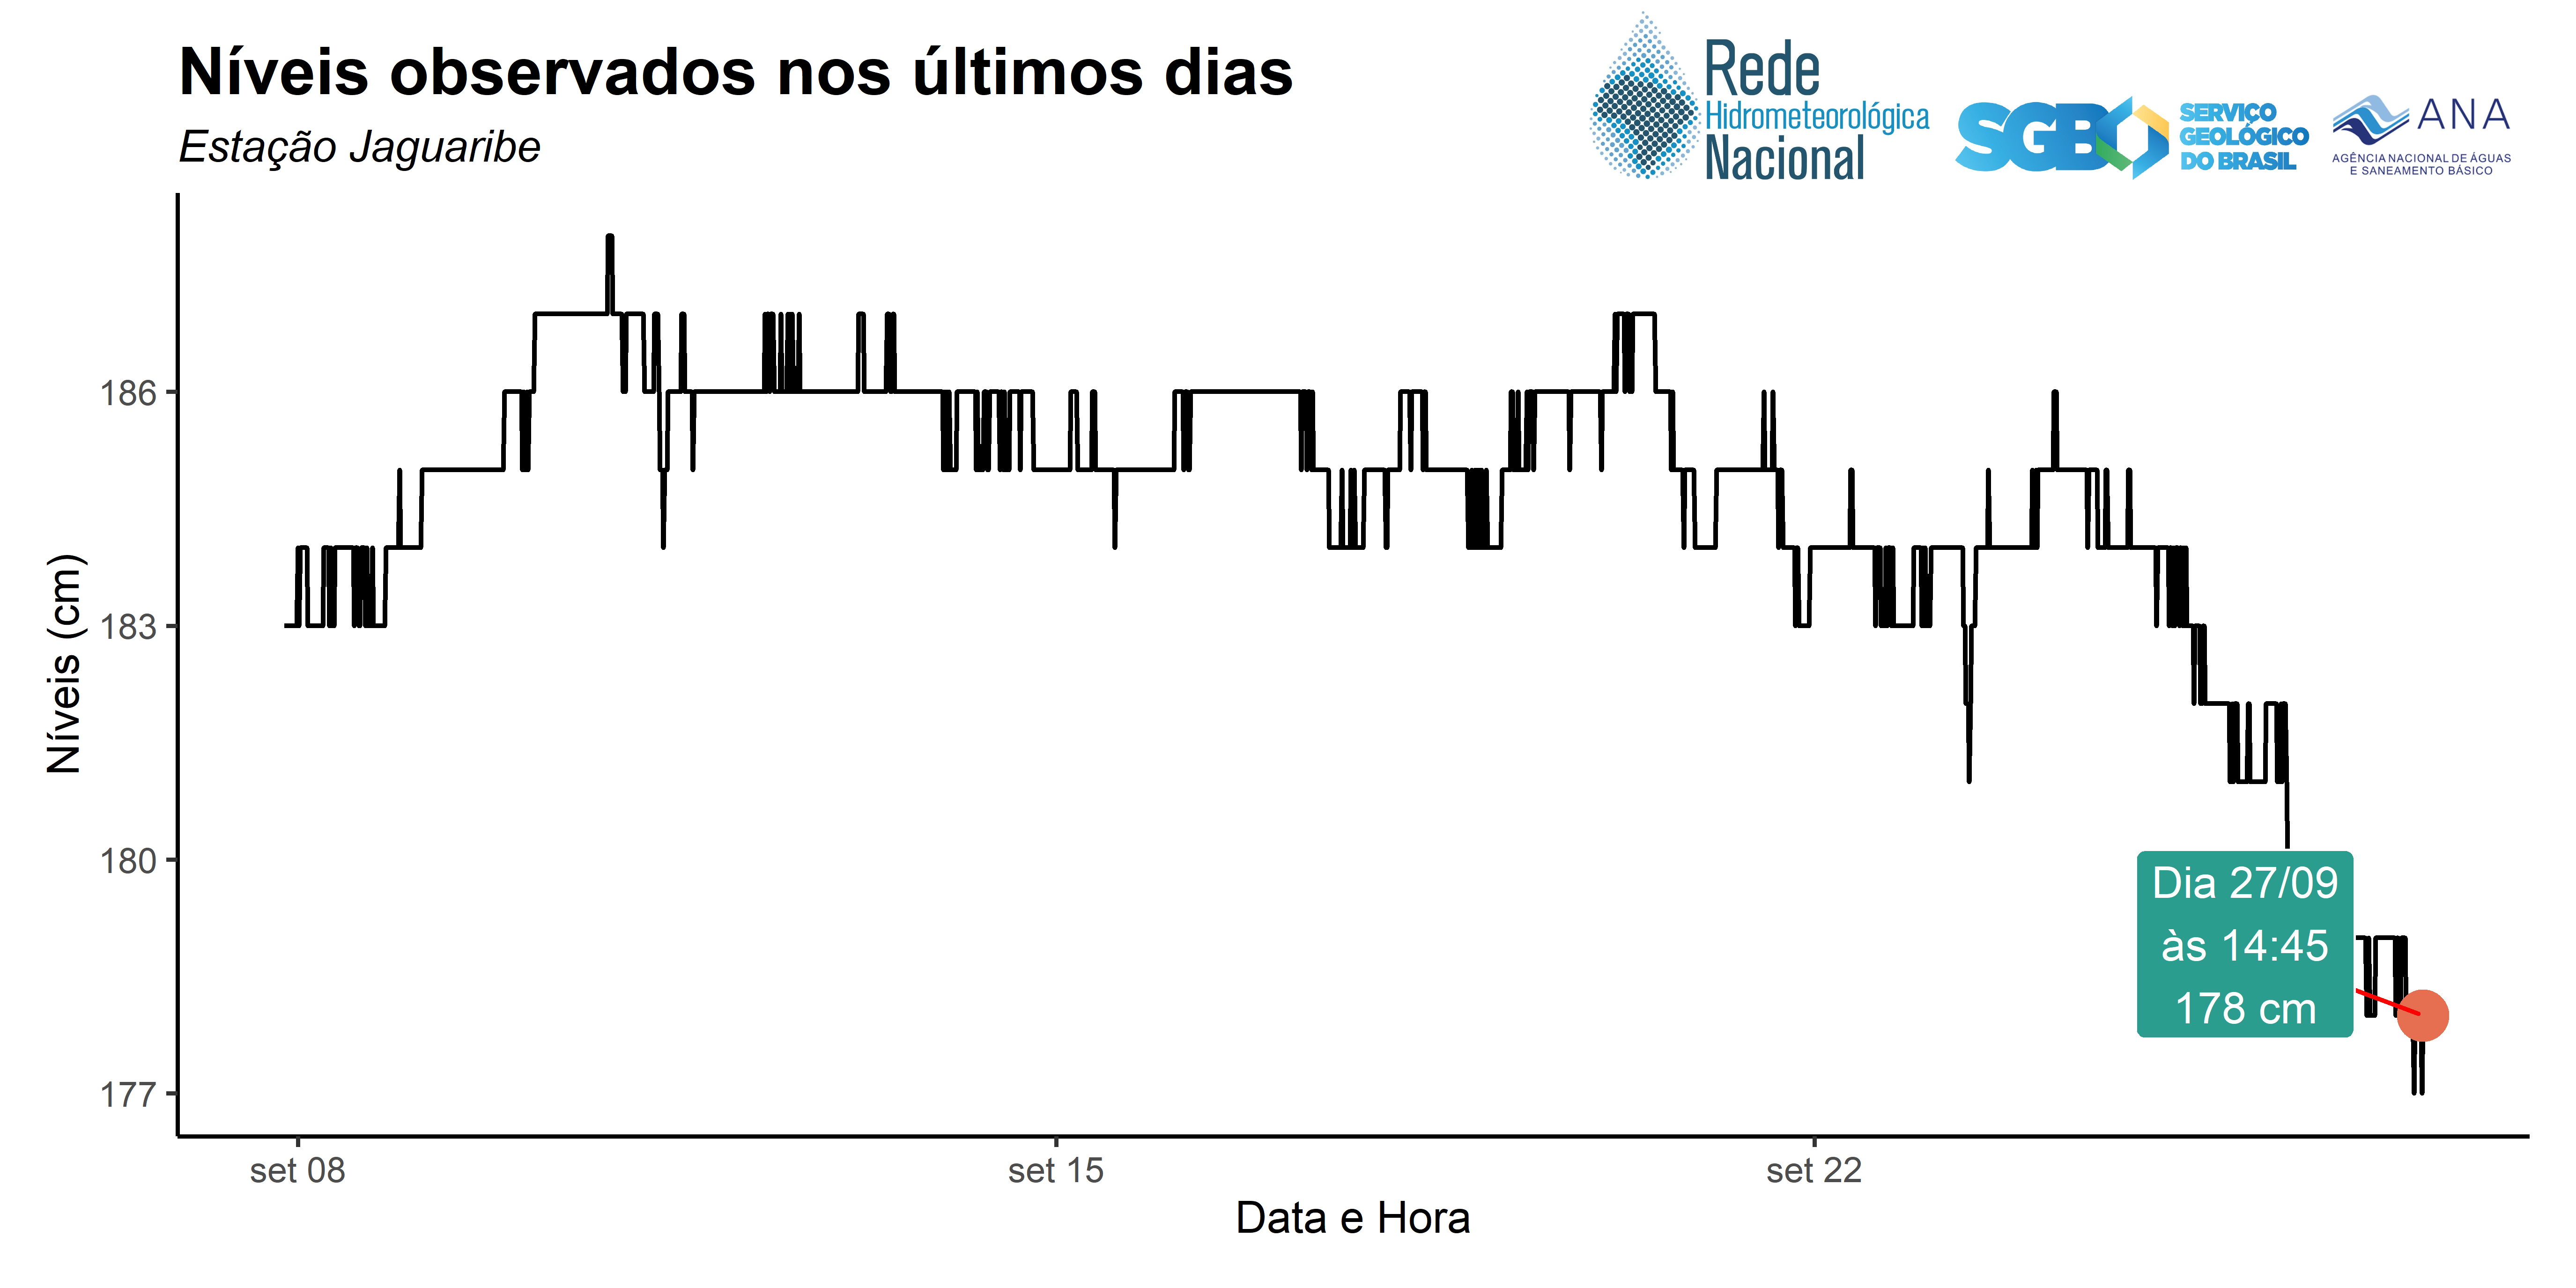 Níveis observados nos últimos dias
Estação Jaguaribe
Rede
Hidrometeorológica
Nacional
SGB
SERVIÇO
GEOLÓGICO
DO BRASIL
ANA
AGÊNCIA NACIONAL DE ÁGUAS
E SANEAMENTO BÁSICO
Níveis (cm)
186
183
180
177
Dia 27/09
às 14:45
178 cm
set 08
set 15
set 22
Data e Hora